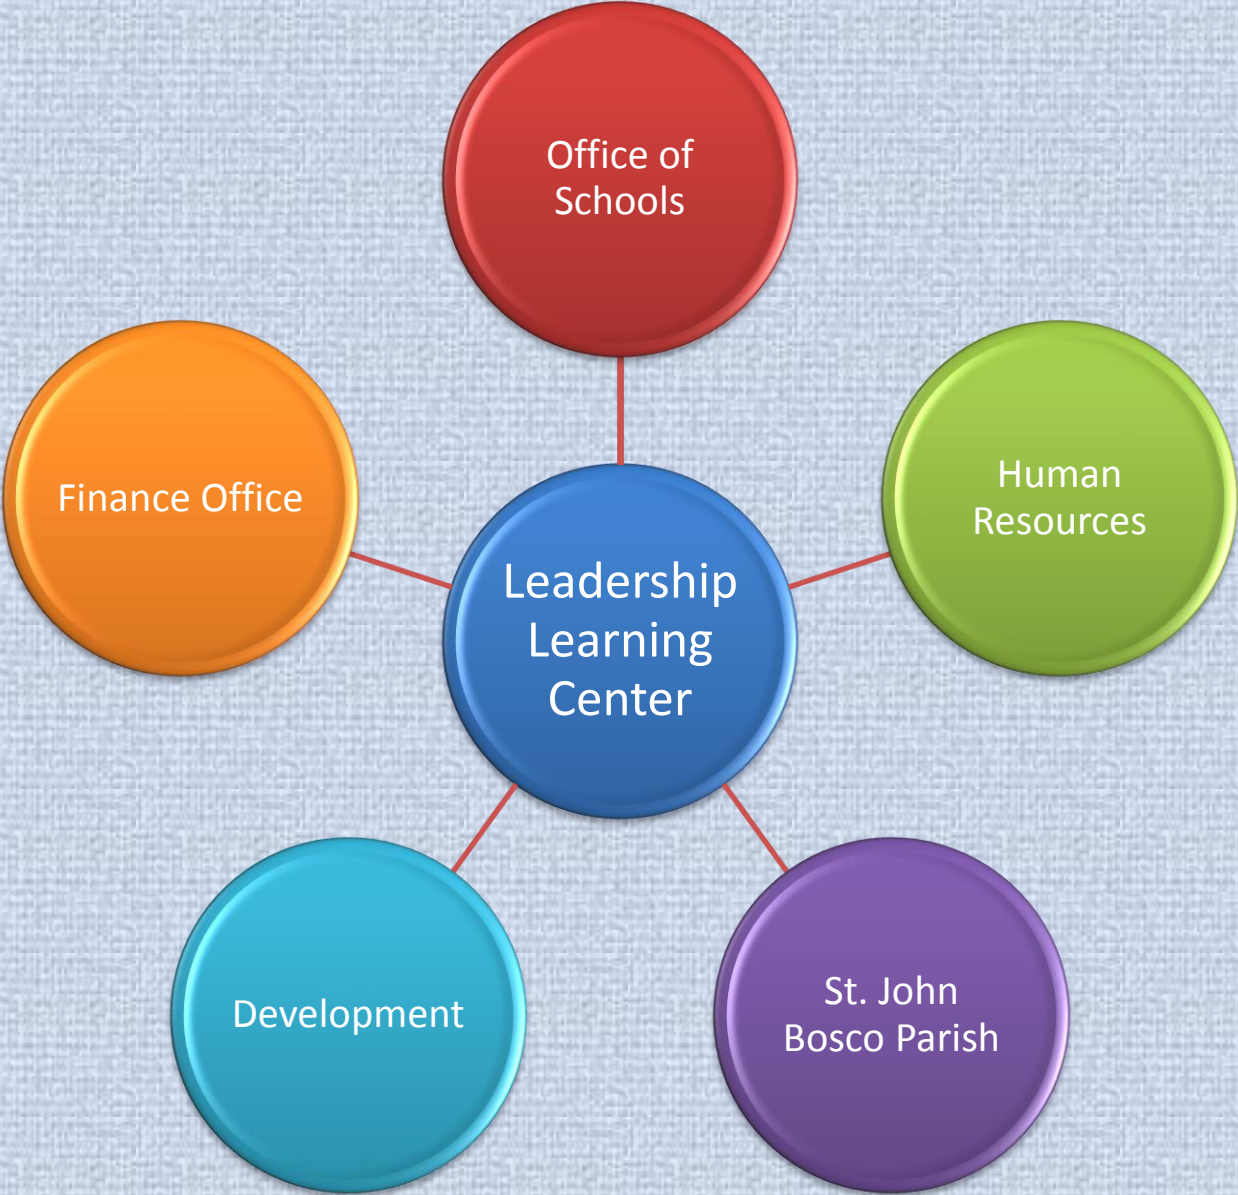 Office of
Schools
Finance Office
Human
Resources
Leadership
Learning
Center
Development
St. John
Bosco Parish